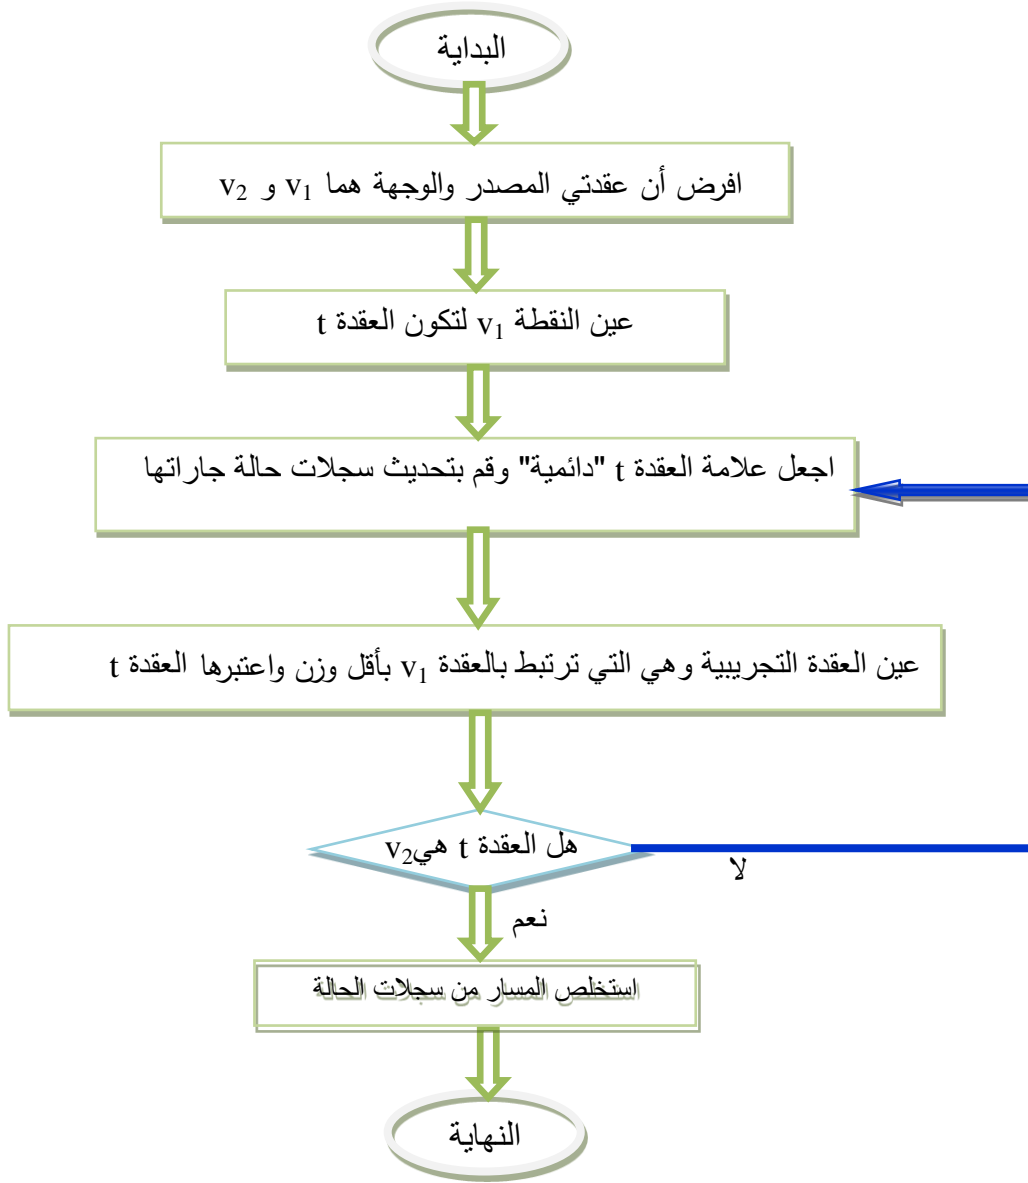 البداية
افرض أن عقدتي المصدر والوجهة هما v₁ و v₂
عين النقطة v₁ لتكون العقدة t
اجعل علامة العقدة t "دائمية" وقم بتحديث سجلات حالة جاراتها
عين العقدة التجريبية وهي التي ترتبط بالعقدة v₁ بأقل وزن واعتبرها العقدة t
هل العقدة t هيv₂
لا
نعم
استخلص المسار من سجلات الحالة
النهاية